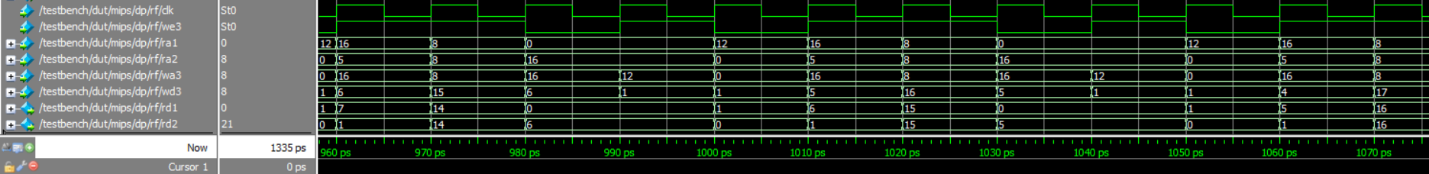 /testbench/dut/mips/dp/rf/clk St0
/testbench/dut/mips/dp/rf/we3 St0
/testbench/dut/mips/dp/rf/ra1 0 12 16 8 0 12 16 8 0 12 16 8
/testbench/dut/mips/dp/rf/ra2 8 0 5 8 16 0 5 8 16 0 5 8
/testbench/dut/mips/dp/rf/wa3 8 0 16 8 16 12 0 16 8 16 12 0 16 8
/testbench/dut/mips/dp/rf/wd3 8 1 6 15 6 1 1 5 16 5 1 1 4 17
/testbench/dut/mips/dp/rf/rd1 0 1 7 14 0 1 6 15 0 1 5 16
/testbench/dut/mips/dp/rf/rd2 21 0 1 14 6 0 1 15 5 0 1 16
Now 1335 ps 960 ps 970 ps 980 ps 990 ps 1000 ps 1010 ps 1020 ps 1030 ps 1040 ps 1050 ps 1060 ps 1070 ps
Cursor 1 0 ps